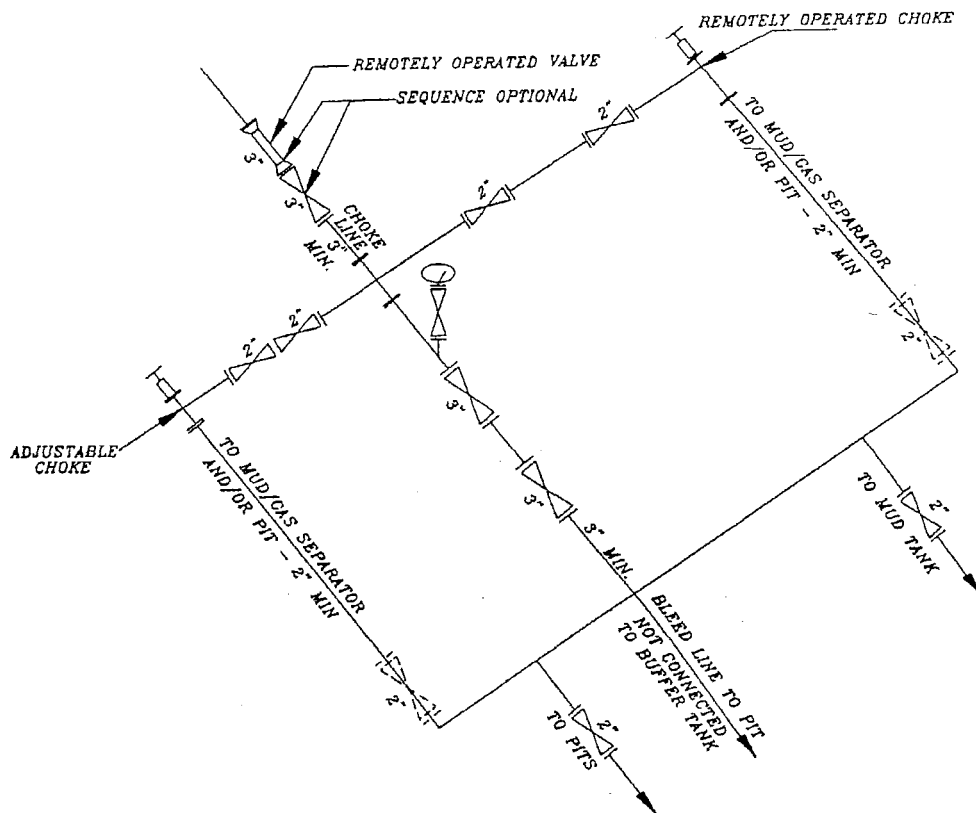 REMOTELY OPERATED CHOKE
REMOTELY OPERATED VALVE
SEQUENCE OPTIONAL
3"
3"
CHOKE
LINE
3"
MIN.
2"
2"
TO MUD/GAS SEPARATOR
AND/OR PIT - 2" MIN
2"
2"
2"
3"
3"
3" MIN.
ADJUSTABLE
CHOKE
TO MUD/GAS SEPARATOR
AND/OR PIT - 2" MIN
2"
2"
TO MUD TANK
BLEED LINE TO PIT
NOT CONNECTED
TO BUFFER TANK
2"
TO PITS